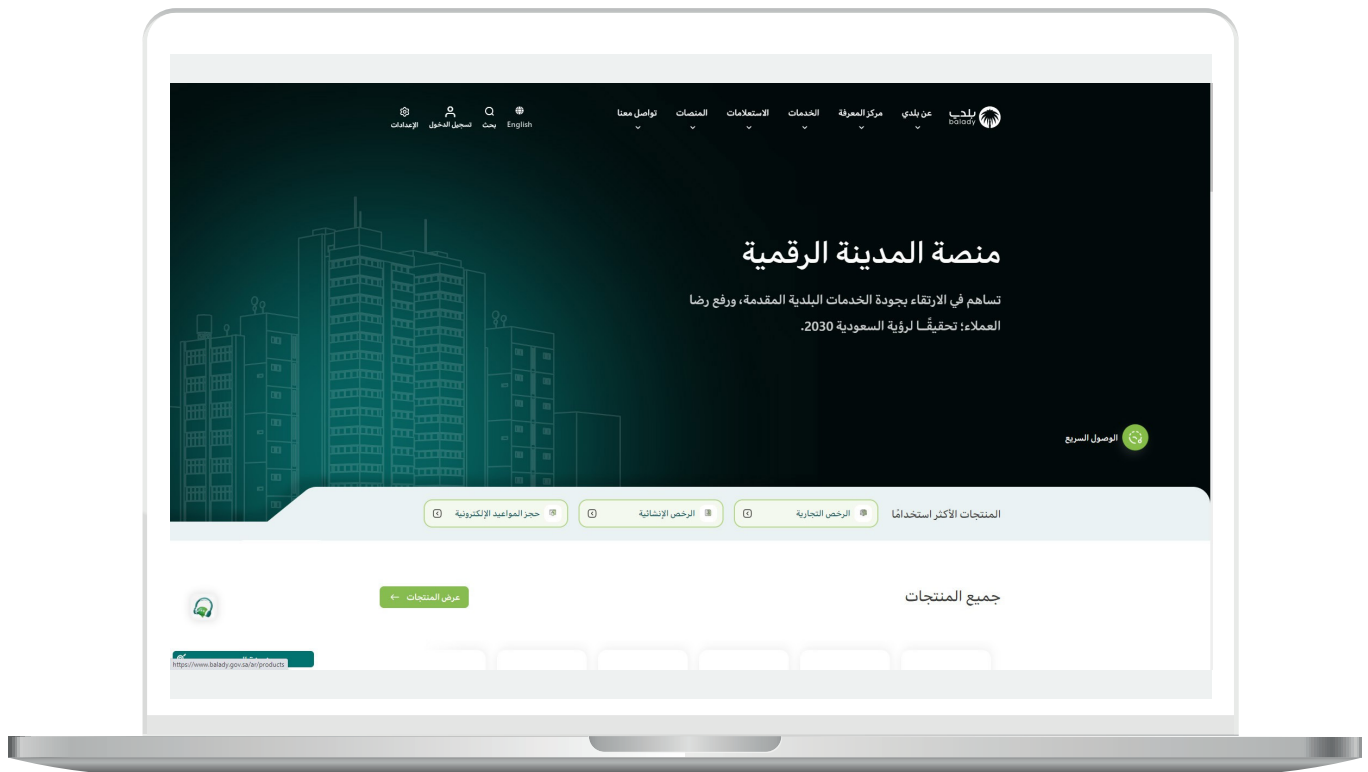 بلدي
balady
عن بلدي
مركز المعرفة
الخدمات
الاستعلامات
المنصات
تواصل معنا
English
بحث
تسجيل الدخول
الإعدادات
منصة المدينة الرقمية
تساهم في الارتقاء بجودة الخدمات البلدية المقدمة، ورفع رضا
العملاء؛ تحقيقًـا لرؤية السعودية 2030.
الوصول السريع
المنتجات الأكثر استخدامًا
الرخص التجارية
الرخص الإنشائية
حجز المواعيد الإلكترونية
جميع المنتجات
عرض المنتجات ←
https://www.balady.gov.sa/ar/products